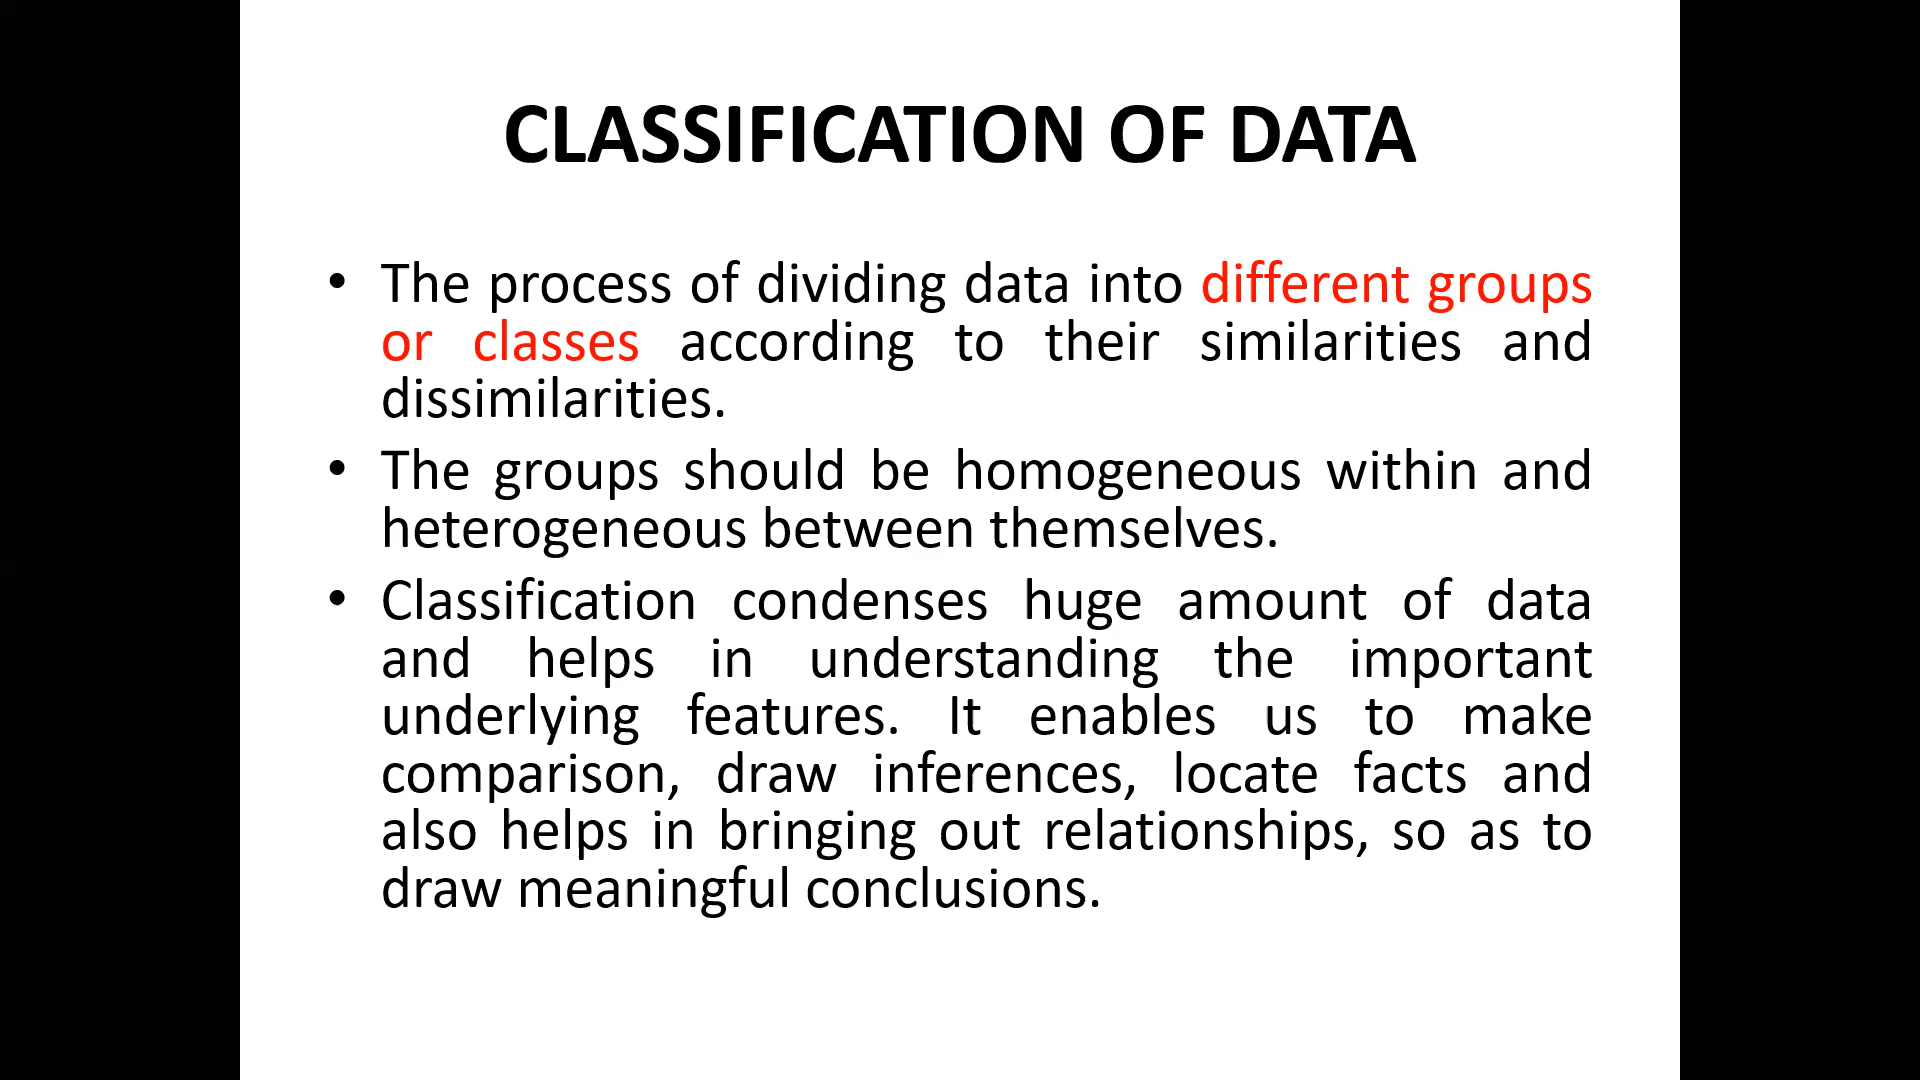 CLASSIFICATION OF DATA
• The process of dividing data into different groups
or classes according to their similarities and
dissimilarities.
• The groups should be homogeneous within and
heterogeneous between themselves.
• Classification condenses huge amount of data
and helps in understanding the important
underlying features. It enables us to make
comparison, draw inferences, locate facts and
also helps in bringing out relationships, so as to
draw meaningful conclusions.